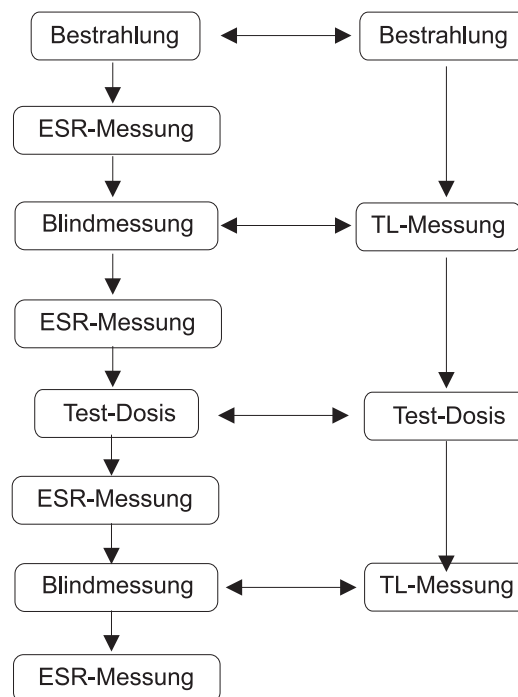 Bestrahlung
Bestrahlung
ESR-Messung
Blindmessung
TL-Messung
ESR-Messung
Test-Dosis
Test-Dosis
ESR-Messung
Blindmessung
TL-Messung
ESR-Messung